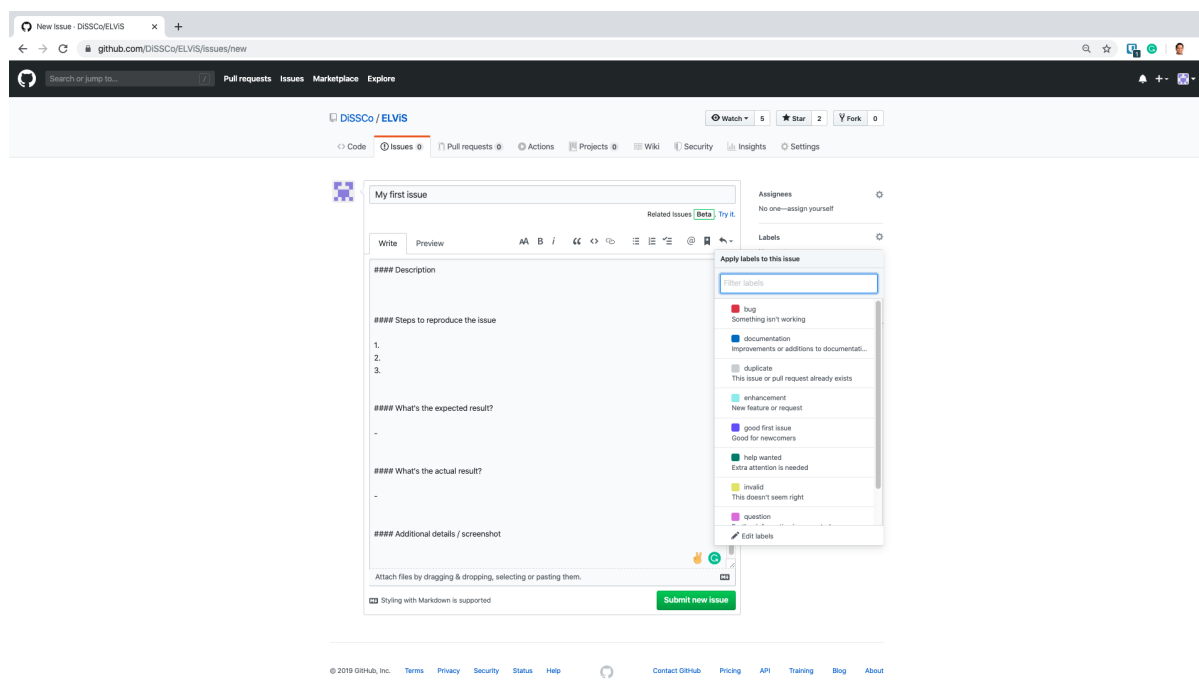 New Issue · DiSSCo/ELViS
github.com/DiSSCo/ELViS/issues/new
Search or jump to... / Pull requests Issues Marketplace Explore
DiSSCo / ELViS
Watch 5 Star 2 Fork 0
Code Issues 0 Pull requests 0 Actions Projects 0 Wiki Security Insights Settings
My first issue
Related Issues Beta Try it.
Assignees
No one—assign yourself
Write Preview
Labels
Apply labels to this issue
Filter labels
bug
Something isn't working
documentation
Improvements or additions to documentati...
duplicate
This issue or pull request already exists
enhancement
New feature or request
good first issue
Good for newcomers
help wanted
Extra attention is needed
invalid
This doesn't seem right
question
Edit labels
#### Description
#### Steps to reproduce the issue
1.
2.
3.
#### What's the expected result?
-
#### What's the actual result?
-
#### Additional details / screenshot
Attach files by dragging & dropping, selecting or pasting them.
Styling with Markdown is supported
Submit new issue
© 2019 GitHub, Inc. Terms Privacy Security Status Help Contact GitHub Pricing API Training Blog About